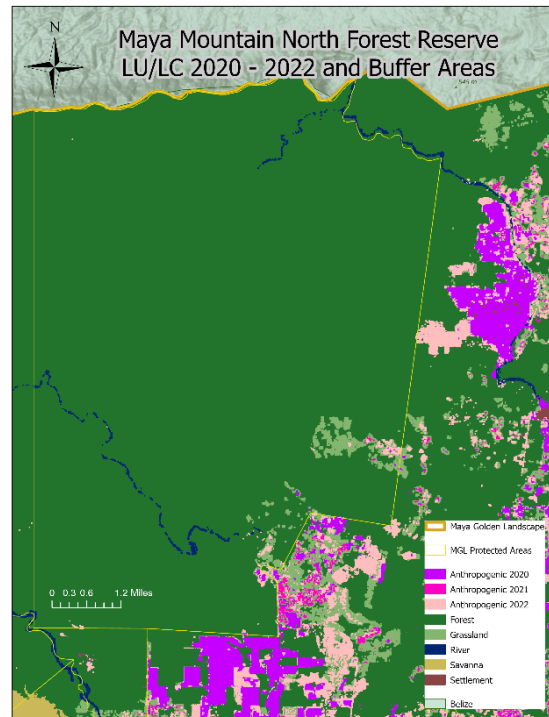 Maya Mountain North Forest Reserve
LU/LC 2020 - 2022 and Buffer Areas
N
545 m
0 0.3 0.6 1.2 Miles
Maya Golden Landscape
MGL Protected Areas
Anthropogenic 2020
Anthropogenic 2021
Anthropogenic 2022
Forest
Grassland
River
Savanna
Settlement
Belize